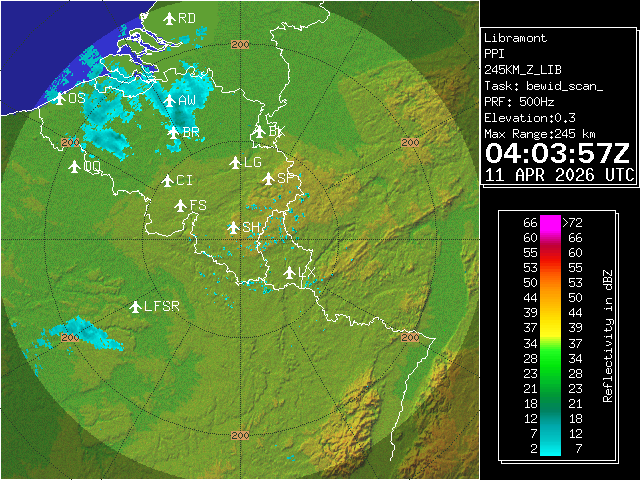 RD
200
OS
AW
BR
BK
200
200
OO
LG
CI
SP
FS
SH
LX
LFSR
200
200
200
Libramont
PPI
245KM_Z_LIB
Task: bewid_scan_
PRF: 500Hz
Elevation:0.3
Max Range:245 km
04:03:57Z
11 APR 2026 UTC
66 >72
60 66
55 60
53 55
50 53
44 50
39 44
37 39
34 37
28 34
23 28
21 23
18 21
12 18
7 12
2 7
Reflectivity in dBZ